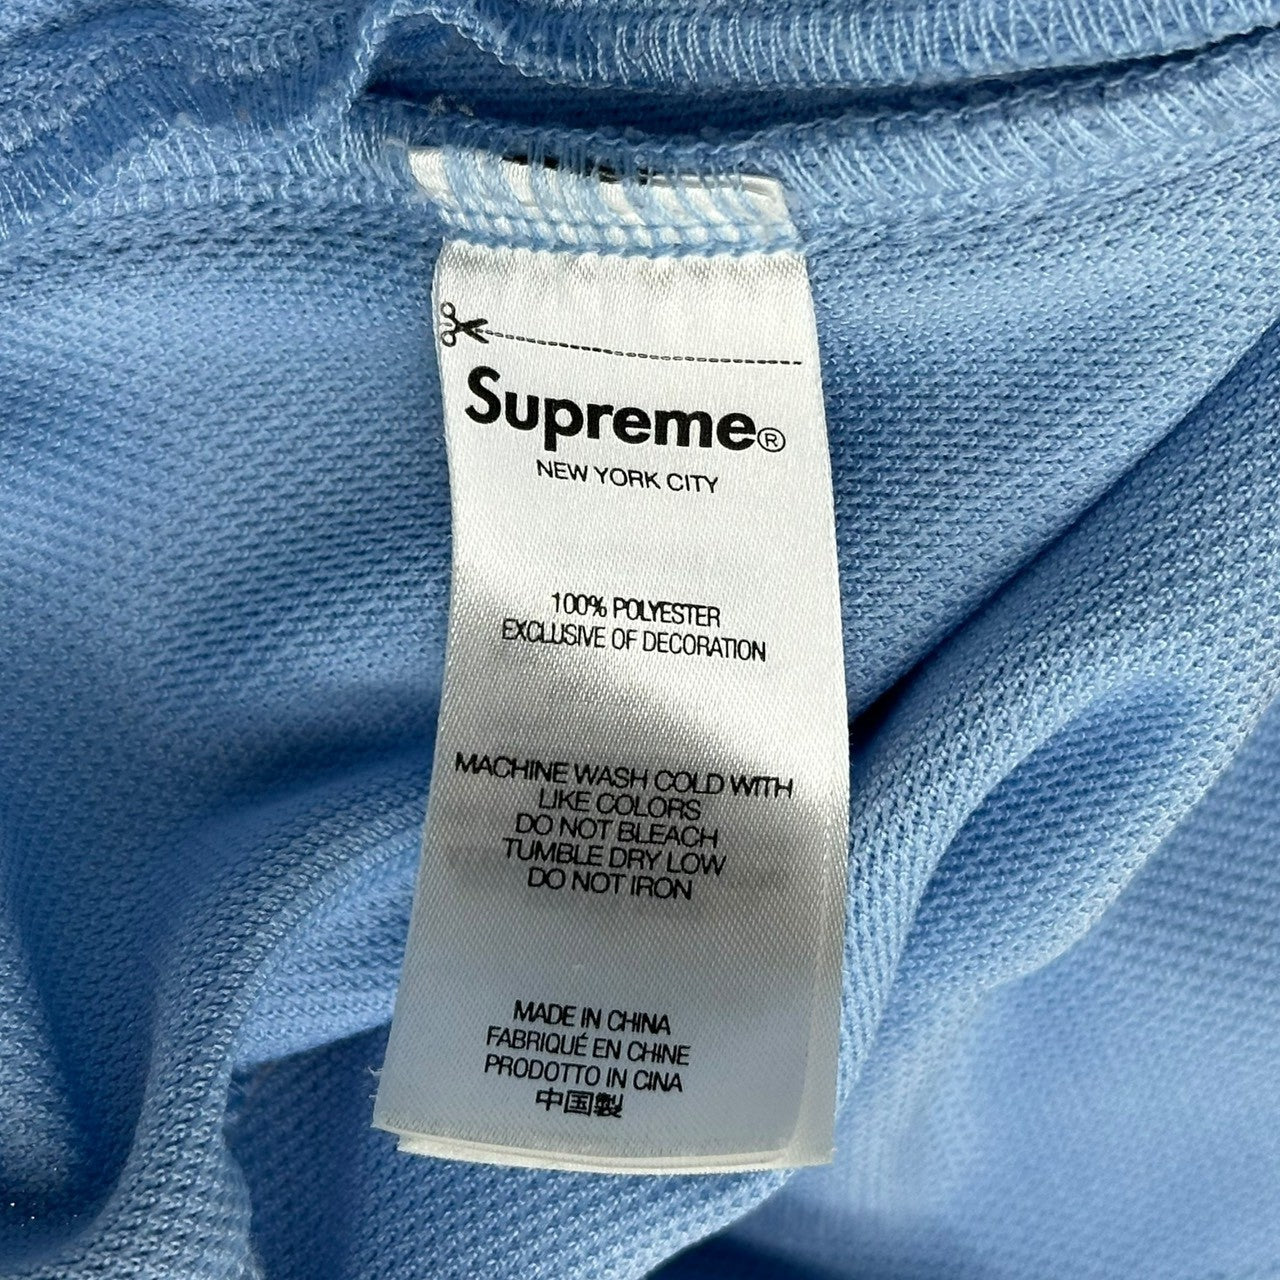 Supreme®
NEW YORK CITY
100% POLYESTER
EXCLUSIVE OF DECORATION
MACHINE WASH COLD WITH
LIKE COLORS
DO NOT BLEACH
TUMBLE DRY LOW
DO NOT IRON
MADE IN CHINA
FABRIQUÉ EN CHINE
PRODOTTO IN CINA
中国製